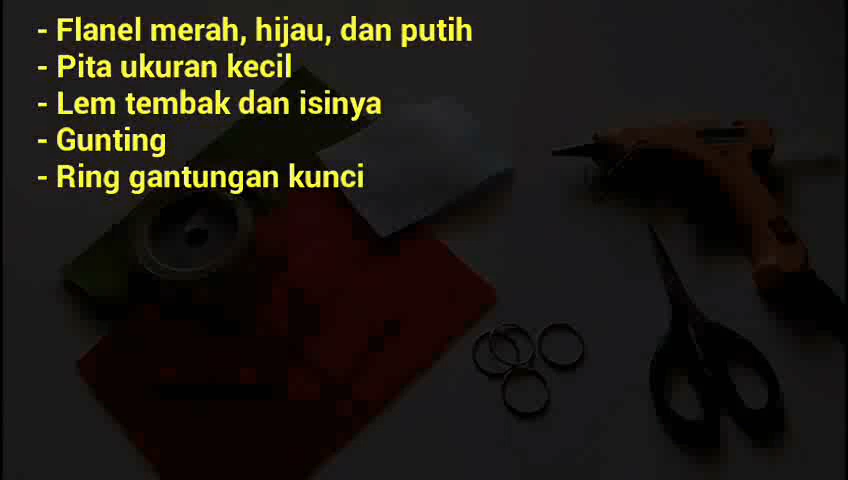 - Flanel merah, hijau, dan putih
- Pita ukuran kecil
- Lem tembak dan isinya
- Gunting
- Ring gantungan kunci